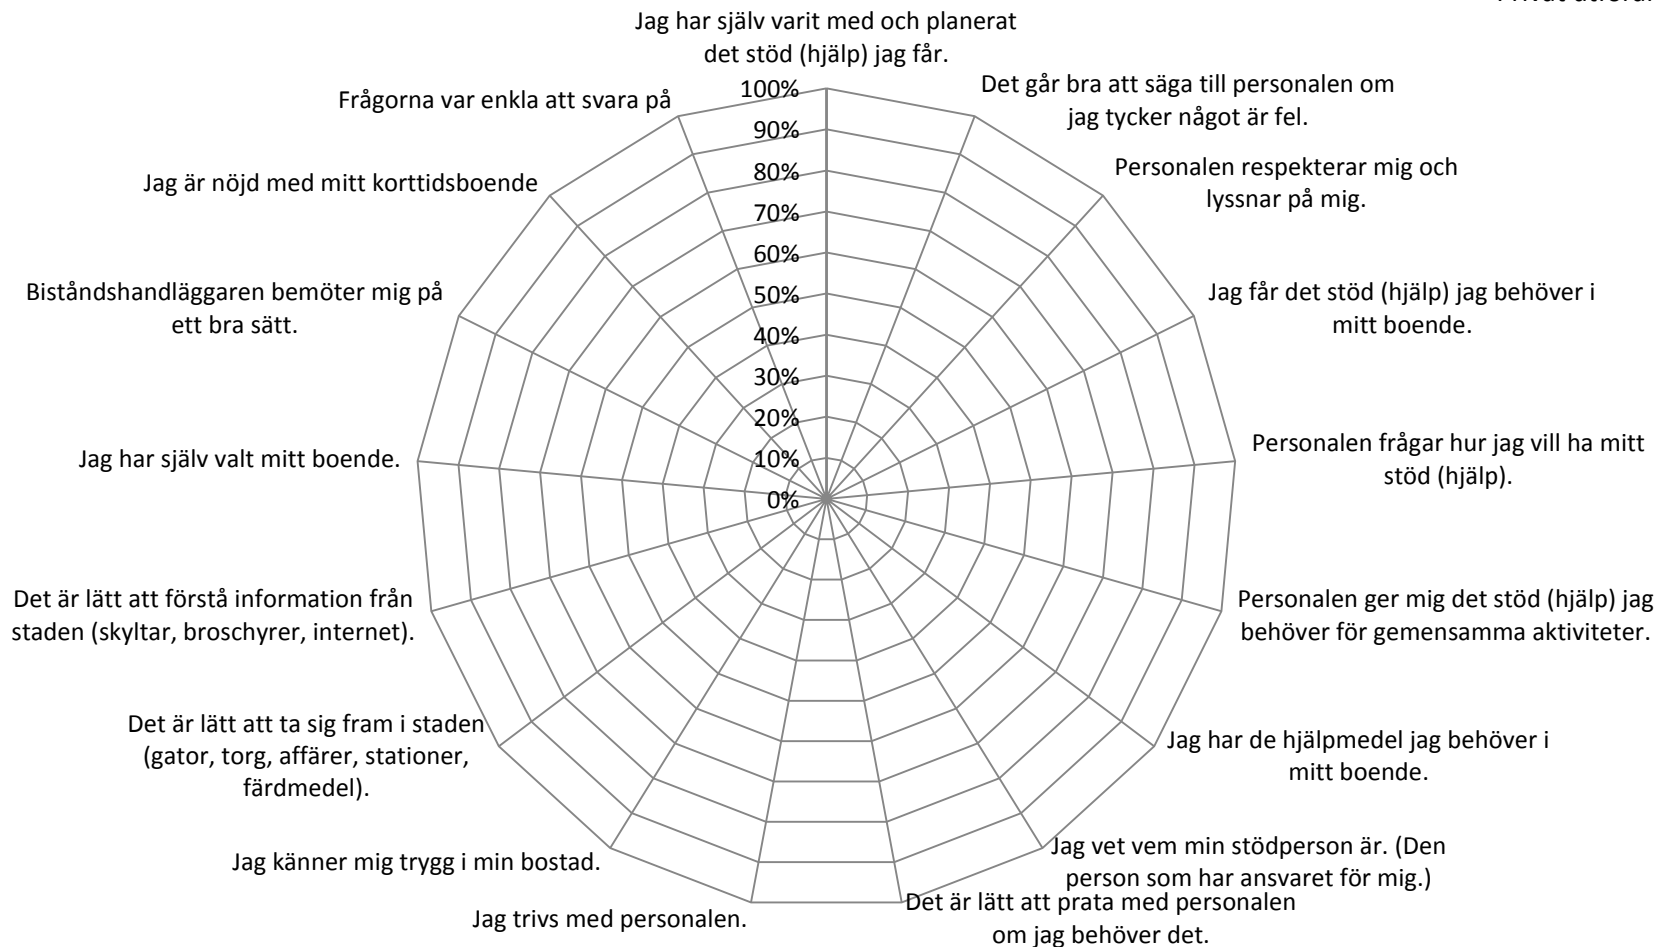 Jag har själv varit med och planerat
det stöd (hjälp) jag får.
Det går bra att säga till personalen om
jag tycker något är fel.
Personalen respekterar mig och
lyssnar på mig.
Jag får det stöd (hjälp) jag behöver i
mitt boende.
Personalen frågar hur jag vill ha mitt
stöd (hjälp).
Personalen ger mig det stöd (hjälp) jag
behöver för gemensamma aktiviteter.
Jag har de hjälpmedel jag behöver i
mitt boende.
Jag vet vem min stödperson är. (Den
person som har ansvaret för mig.)
Det är lätt att prata med personalen
om jag behöver det.
Jag trivs med personalen.
Jag känner mig trygg i min bostad.
Det är lätt att ta sig fram i staden
(gator, torg, affärer, stationer,
färdmedel).
Det är lätt att förstå information från
staden (skyltar, broschyrer, internet).
Jag har själv valt mitt boende.
Biståndshandläggaren bemöter mig på
ett bra sätt.
Jag är nöjd med mitt korttidsboende
Frågorna var enkla att svara på
100%
90%
80%
70%
60%
50%
40%
30%
20%
10%
0%